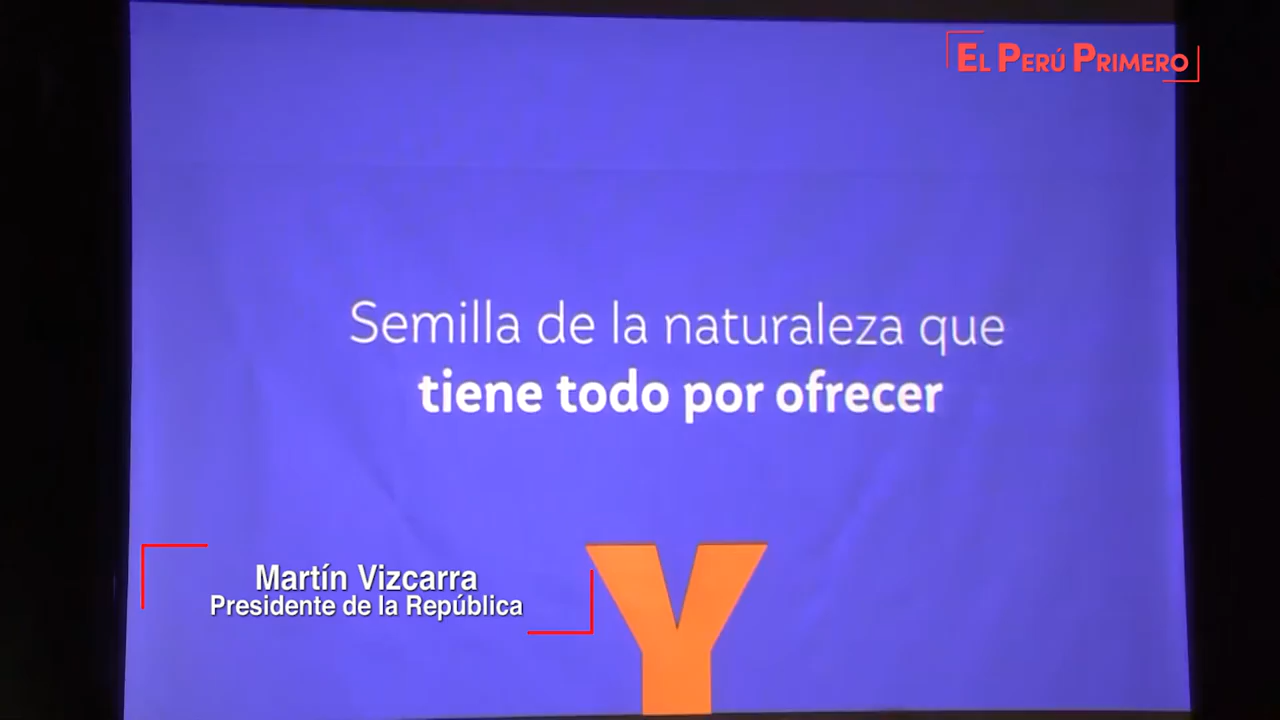 EL PERÚ PRIMERO
Semilla de la naturaleza que
tiene todo por ofrecer
Y
Martín Vizcarra
Presidente de la República